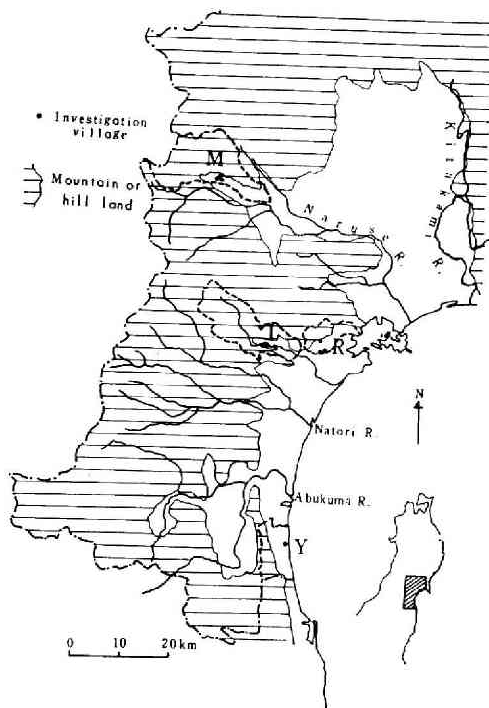 Investigation
village
Mountain or
hill land
M
Naruse R.
Kitakami R.
I
R
N
Natori R.
Abukuma R.
Y
0 10 20km